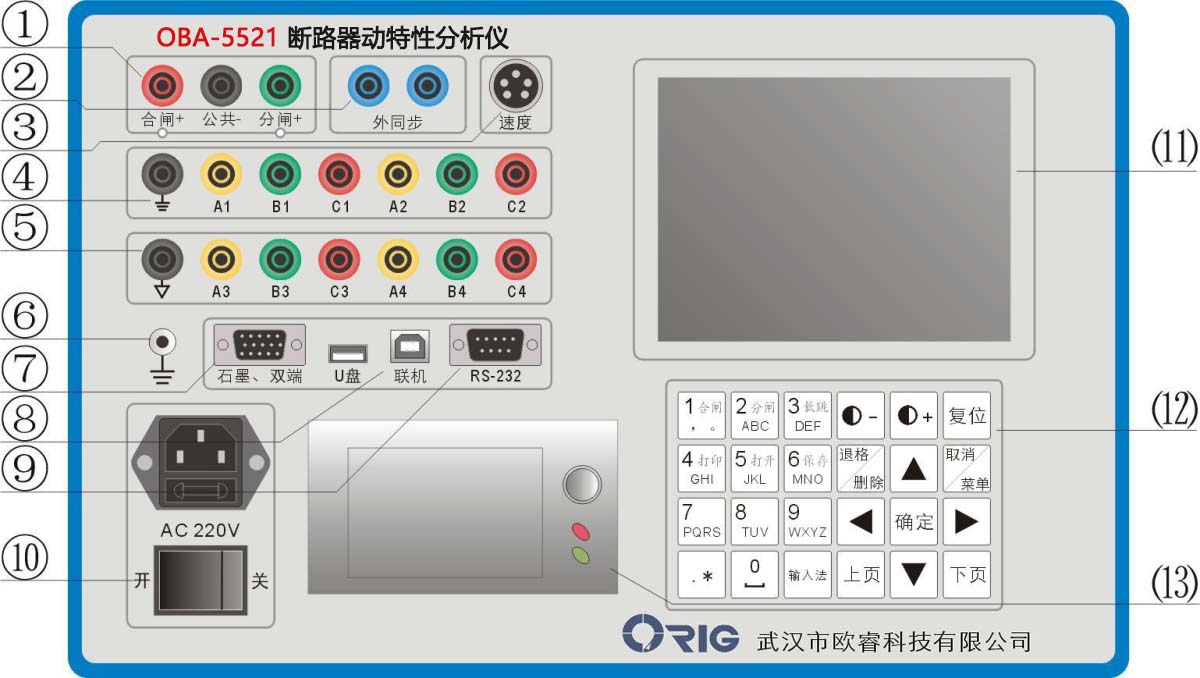 OBA-5521 断路器动特性分析仪
①
②
③
④
⑤
⑥
⑦
⑧
⑨
⑩
合闸+ 公共- 分闸+
外同步
速度
A1 B1 C1 A2 B2 C2
A3 B3 C3 A4 B4 C4
石墨、双端 U盘 联机 RS-232
AC 220V
开 关
⑾
⑿
⒀
1 合闸 2 分闸 3 低跳 - + 复位
， 。 ABC DEF
4 打印 5 打开 6 保存 退格 ▲ 取消
GHI JKL MNO 删除 菜单
7 8 9 ◀ 确定 ▶
PQRS TUV WXYZ
.* 0 输入法 上页 ▼ 下页
ORIG 武汉市欧睿科技有限公司